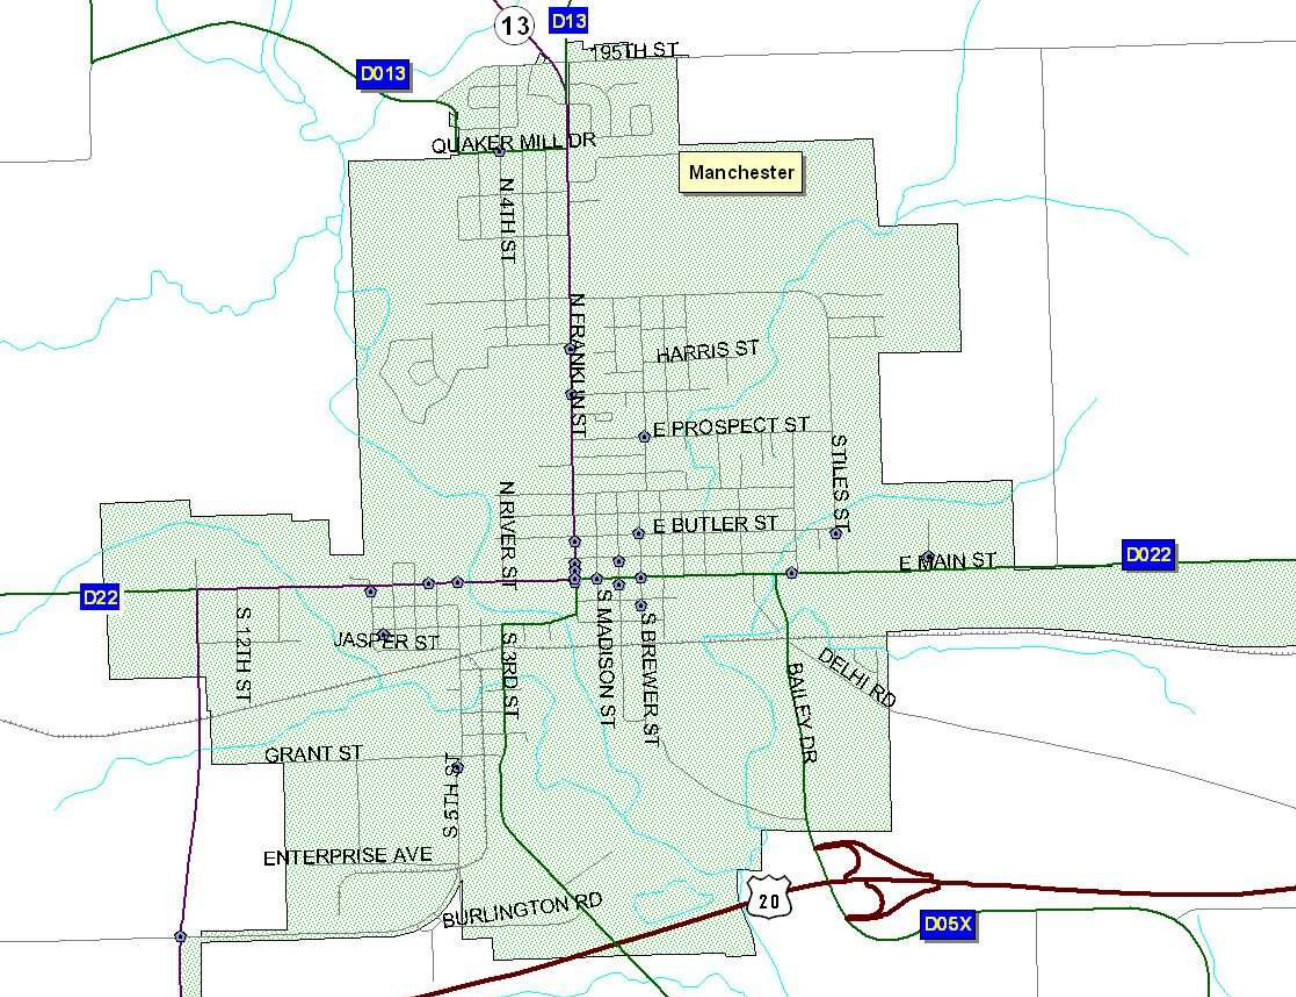 13
D13
195TH ST
D013
QUAKER MILL DR
Manchester
N 4TH ST
N FRANKLIN ST
HARRIS ST
E PROSPECT ST
STILES ST
N RIVER ST
E BUTLER ST
E MAIN ST
D022
D22
S 12TH ST
JASPER ST
S 3RD ST
S MADISON ST
S BREWER ST
BAILEY DR
DELHI RD
GRANT ST
S 5TH ST
ENTERPRISE AVE
BURLINGTON RD
20
D05X